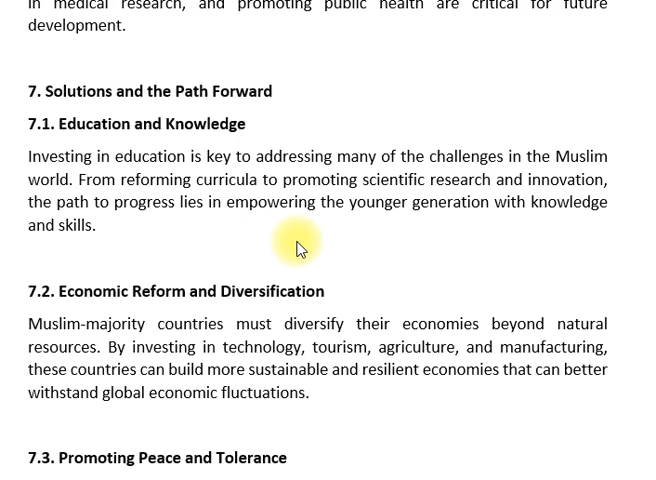 in medical research, and promoting public health are critical for future
development.
7. Solutions and the Path Forward
7.1. Education and Knowledge
Investing in education is key to addressing many of the challenges in the Muslim
world. From reforming curricula to promoting scientific research and innovation,
the path to progress lies in empowering the younger generation with knowledge
and skills.
7.2. Economic Reform and Diversification
Muslim-majority countries must diversify their economies beyond natural
resources. By investing in technology, tourism, agriculture, and manufacturing,
these countries can build more sustainable and resilient economies that can better
withstand global economic fluctuations.
7.3. Promoting Peace and Tolerance